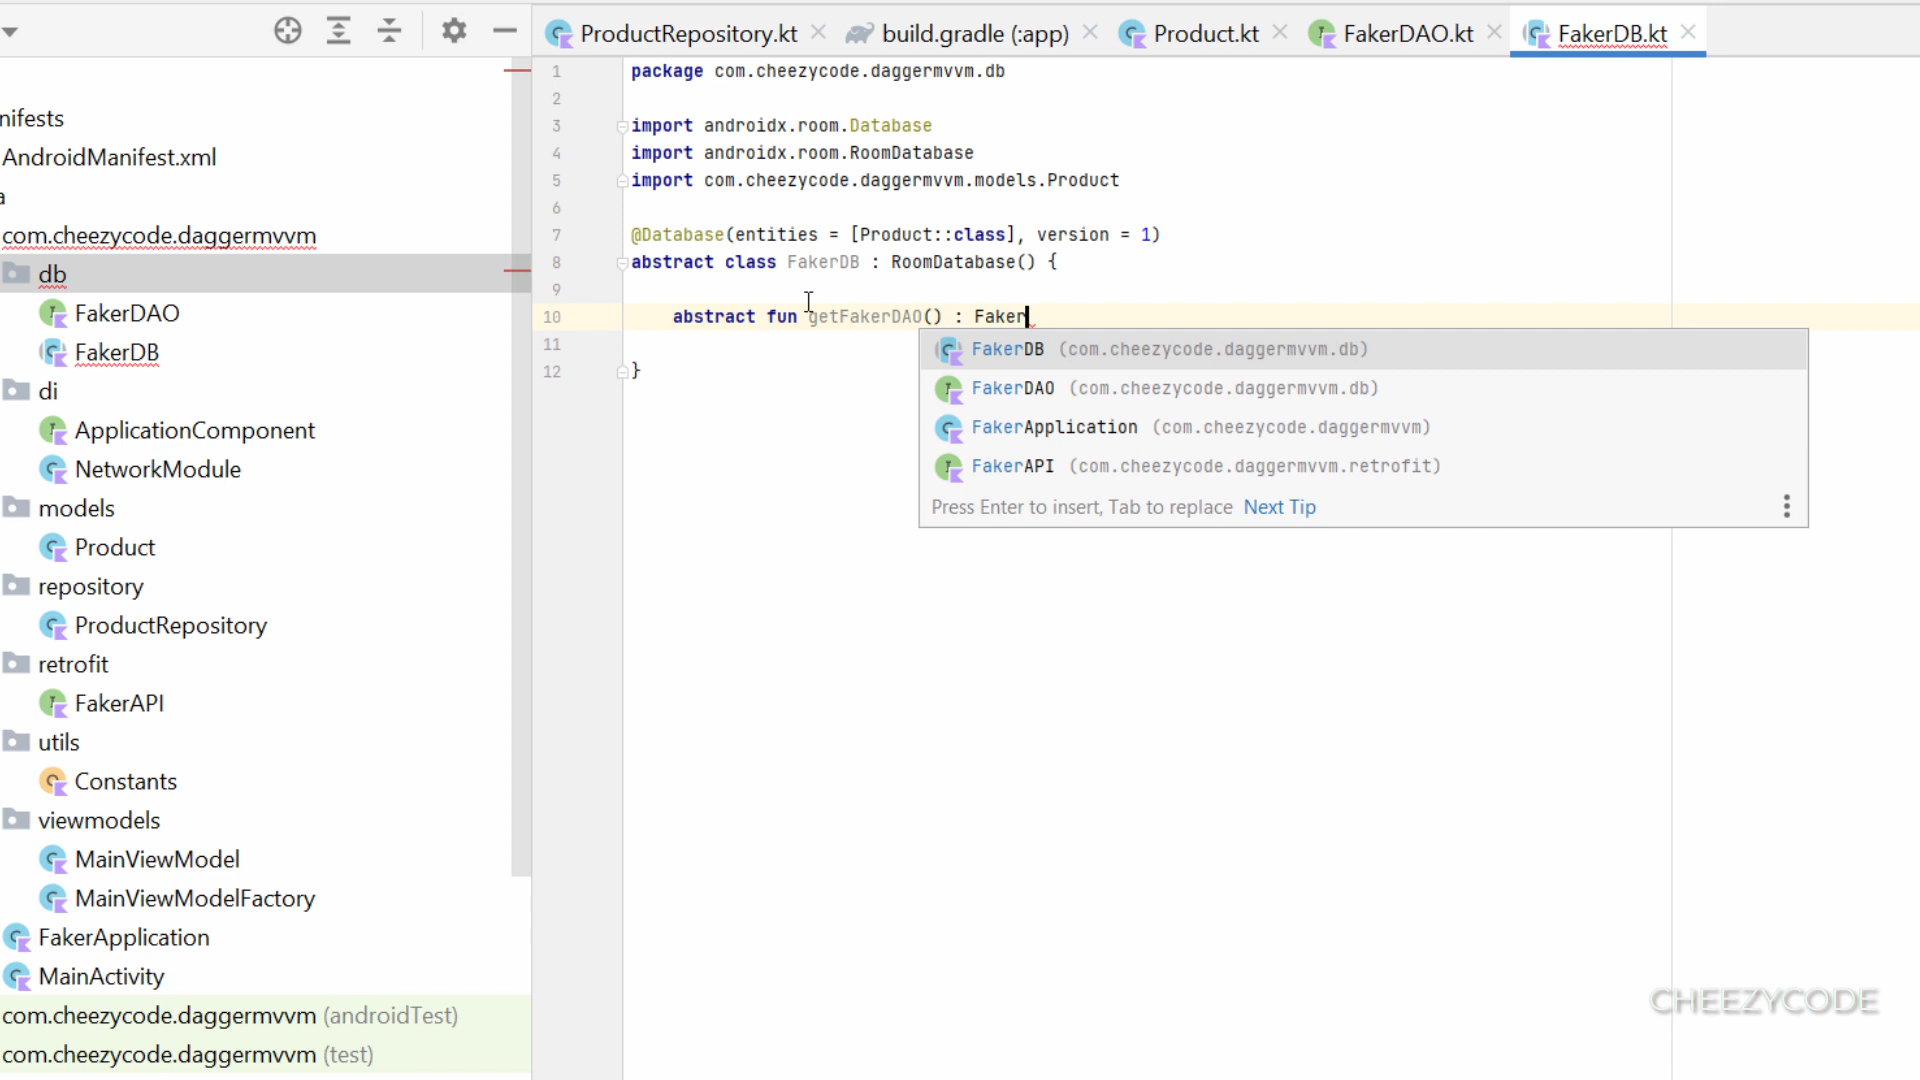 ProductRepository.kt
build.gradle (:app)
Product.kt
FakerDAO.kt
FakerDB.kt
nifests
AndroidManifest.xml
a
com.cheezycode.daggermvvm
db
FakerDAO
FakerDB
di
ApplicationComponent
NetworkModule
models
Product
repository
ProductRepository
retrofit
FakerAPI
utils
Constants
viewmodels
MainViewModel
MainViewModelFactory
FakerApplication
MainActivity
com.cheezycode.daggermvvm (androidTest)
com.cheezycode.daggermvvm (test)
1 package com.cheezycode.daggermvvm.db
2
3 import androidx.room.Database
4 import androidx.room.RoomDatabase
5 import com.cheezycode.daggermvvm.models.Product
6
7 @Database(entities = [Product::class], version = 1)
8 abstract class FakerDB : RoomDatabase() {
9
10 abstract fun getFakerDAO() : Faker
11
12 }
FakerDB (com.cheezycode.daggermvvm.db)
FakerDAO (com.cheezycode.daggermvvm.db)
FakerApplication (com.cheezycode.daggermvvm)
FakerAPI (com.cheezycode.daggermvvm.retrofit)
Press Enter to insert, Tab to replace Next Tip
CHEEZYCODE